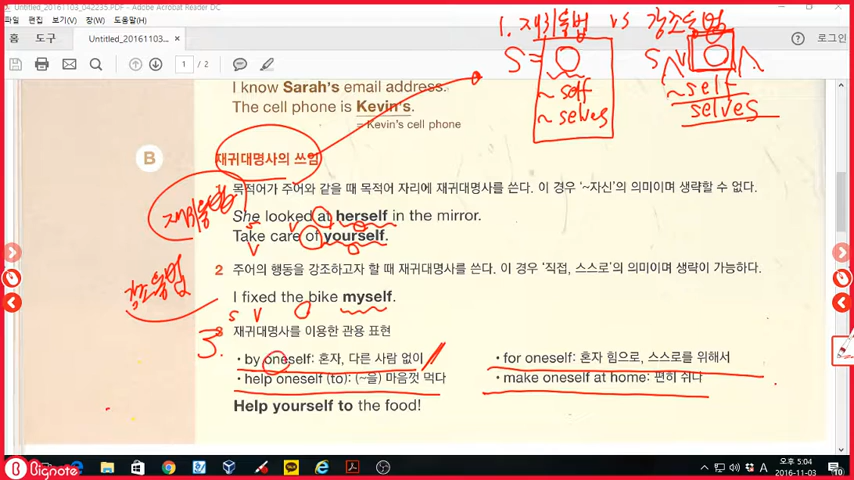 Untitled_20161103_042235.PDF - Adobe Acrobat Reader DC
파일 편집 보기(Z) 창(W) 도움말(H)
홈 도구 Untitled_20161103... × 로그인
1 / 2
1. 재귀용법 vs 강조용법
S = ~self ~selves
S V ~self selves
I know Sarah's email address.
The cell phone is Kevin's.
= Kevin's cell phone
B
재귀대명사의 쓰임
재귀용법
목적어가 주어와 같을 때 목적어 자리에 재귀대명사를 쓴다. 이 경우 '~자신'의 의미이며 생략할 수 없다.
She looked at herself in the mirror.
S V
Take care of yourself.
V
강조용법
2 주어의 행동을 강조하고자 할 때 재귀대명사를 쓴다. 이 경우 '직접, 스스로'의 의미이며 생략이 가능하다.
I fixed the bike myself.
S V O
3. 재귀대명사를 이용한 관용 표현
• by oneself: 혼자, 다른 사람 없이 • for oneself: 혼자 힘으로, 스스로를 위해서
• help oneself (to): (~을) 마음껏 먹다 • make oneself at home: 편히 쉬다
Help yourself to the food!
Bignote
TALK
A 오후 5:04
2016-11-03
10